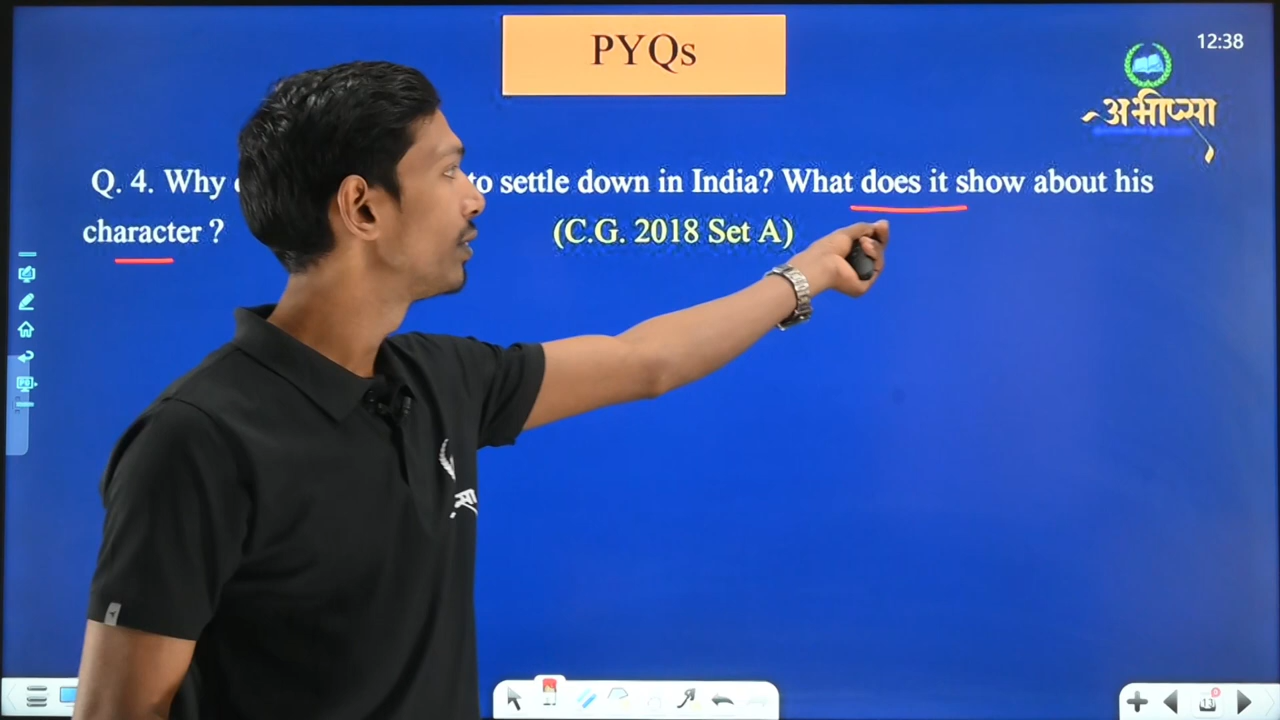 PYQs
12:38
अभीप्सा
Q. 4. Why to settle down in India? What does it show about his
character ?
(C.G. 2018 Set A)